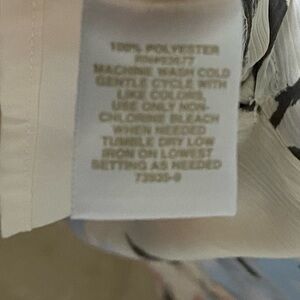 100% POLYESTER
RN#93677
MACHINE WASH COLD
GENTLE CYCLE WITH
LIKE COLORS.
USE ONLY NON-
CHLORINE BLEACH
WHEN NEEDED
TUMBLE DRY LOW
IRON ON LOWEST
SETTING AS NEEDED
73935-9